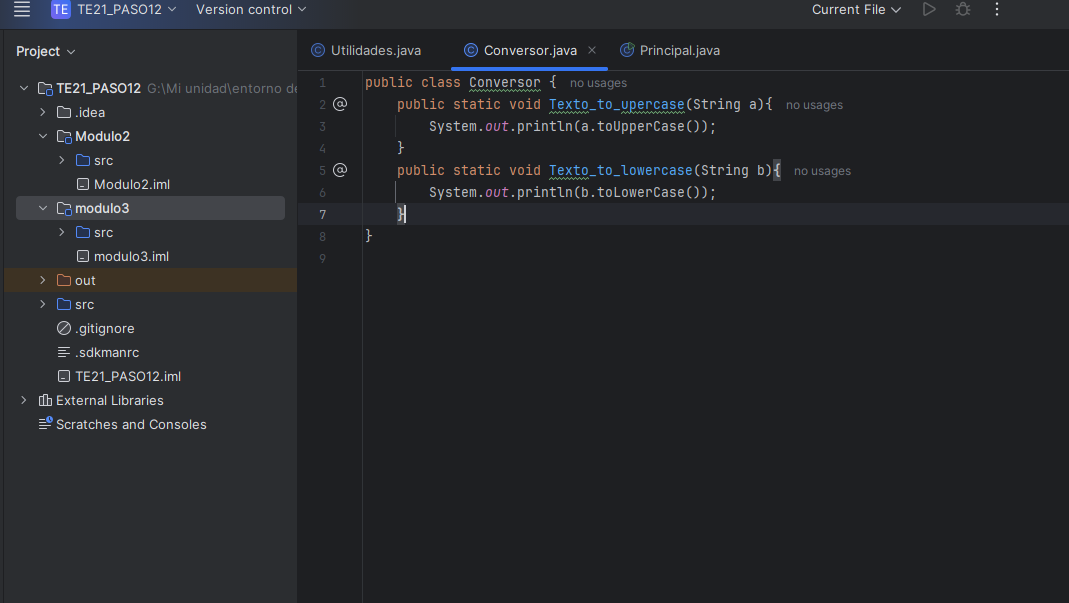 TE TE21_PASO12 Version control Current File
Project
Utilidades.java Conversor.java Principal.java
TE21_PASO12 G:\Mi unidad\entorno de
.idea
Modulo2
src
Modulo2.iml
modulo3
src
modulo3.iml
out
src
.gitignore
.sdkmanrc
TE21_PASO12.iml
External Libraries
Scratches and Consoles
1 public class Conversor { no usages
2 @ public static void Texto_to_upercase(String a){ no usages
3 System.out.println(a.toUpperCase());
4 }
5 @ public static void Texto_to_lowercase(String b){ no usages
6 System.out.println(b.toLowerCase());
7 }
8 }
9